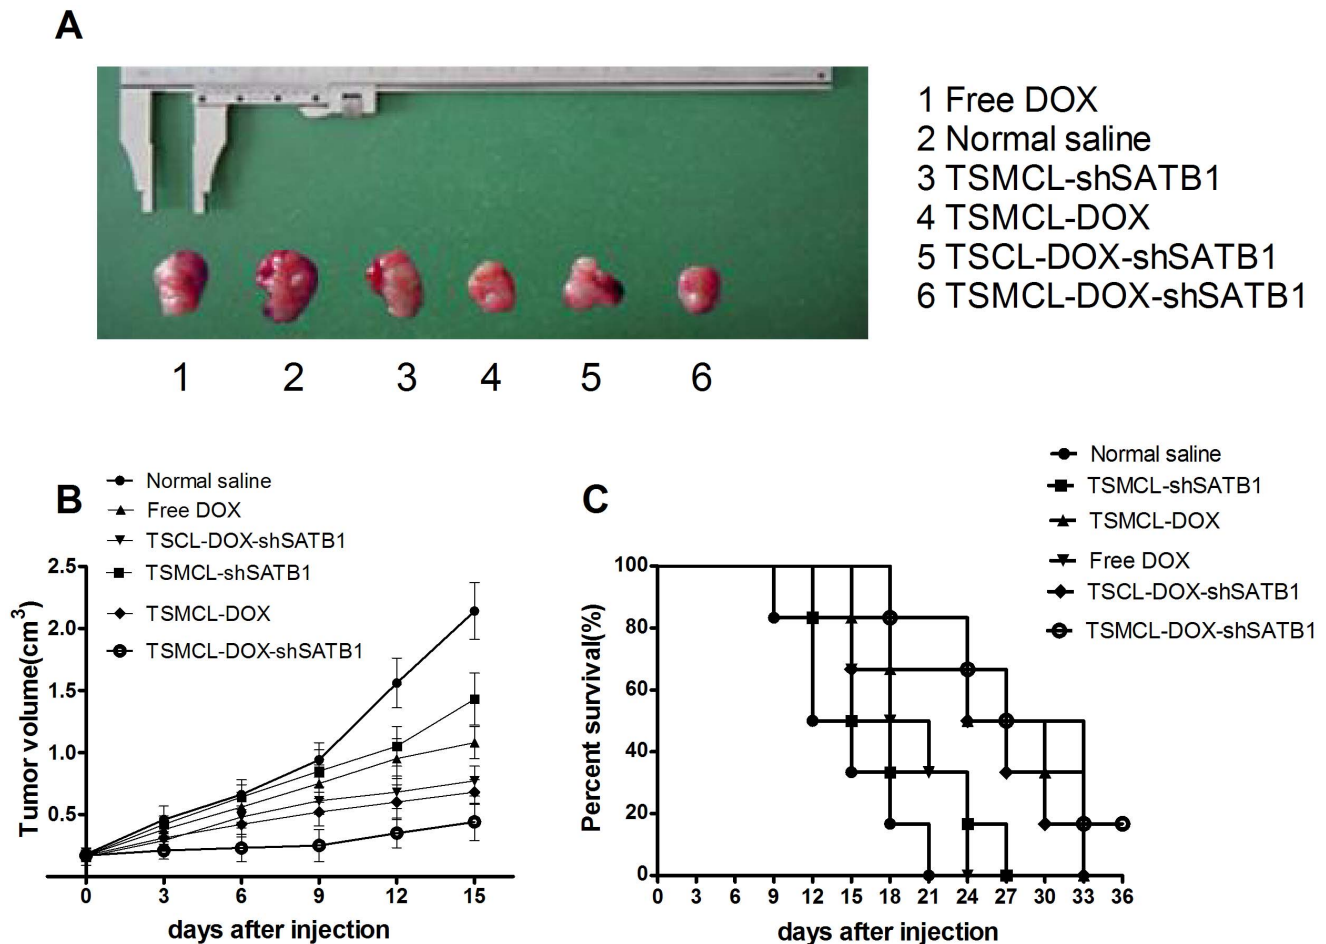 A
1 Free DOX
2 Normal saline
3 TSMCL-shSATB1
4 TSMCL-DOX
5 TSCL-DOX-shSATB1
6 TSMCL-DOX-shSATB1
1 2 3 4 5 6
B
Normal saline
Free DOX
TSCL-DOX-shSATB1
TSMCL-shSATB1
TSMCL-DOX
TSMCL-DOX-shSATB1
Tumor volume(cm3)
2.5
2.0
1.5
1.0
0.5
0 3 6 9 12 15
days after injection
C
Normal saline
TSMCL-shSATB1
TSMCL-DOX
Free DOX
TSCL-DOX-shSATB1
TSMCL-DOX-shSATB1
Percent survival(%)
100
80
60
40
20
0
0 3 6 9 12 15 18 21 24 27 30 33 36
days after injection